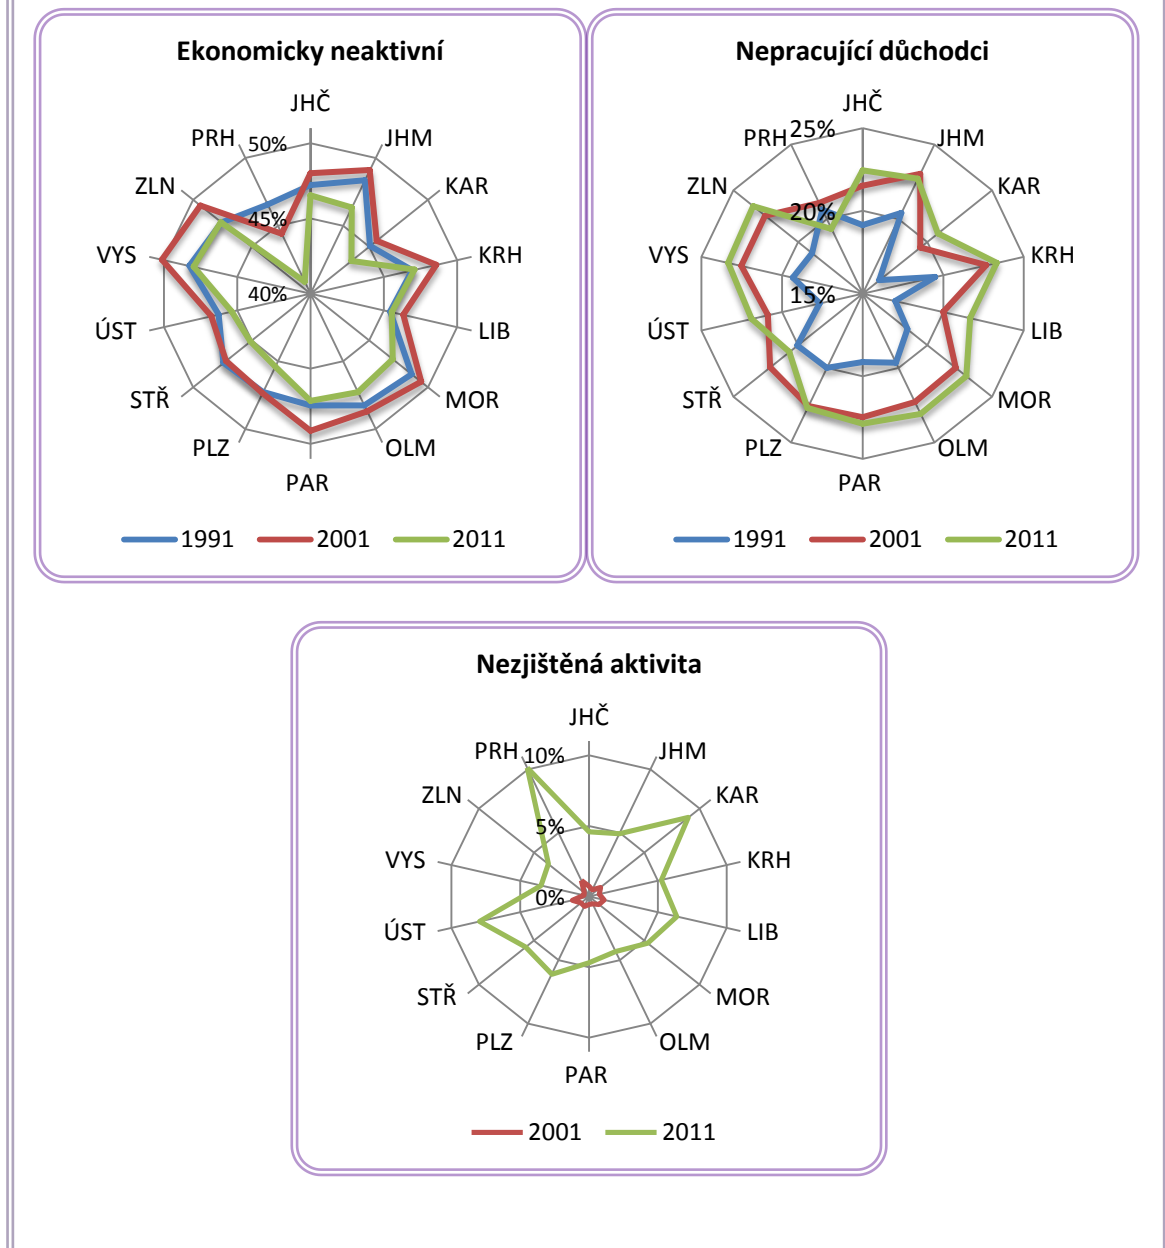 Ekonomicky neaktivní
JHČ
PRH
50%
JHM
ZLN
KAR
45%
VYS
KRH
40%
ÚST
LIB
STŘ
MOR
PLZ
OLM
PAR
1991
2001
2011
Nepracující důchodci
JHČ
25%
PRH
JHM
ZLN
KAR
20%
VYS
KRH
15%
ÚST
LIB
STŘ
MOR
PLZ
OLM
PAR
1991
2001
2011
Nezjištěná aktivita
JHČ
PRH
10%
JHM
ZLN
KAR
5%
VYS
KRH
0%
ÚST
LIB
STŘ
MOR
PLZ
OLM
PAR
2001
2011